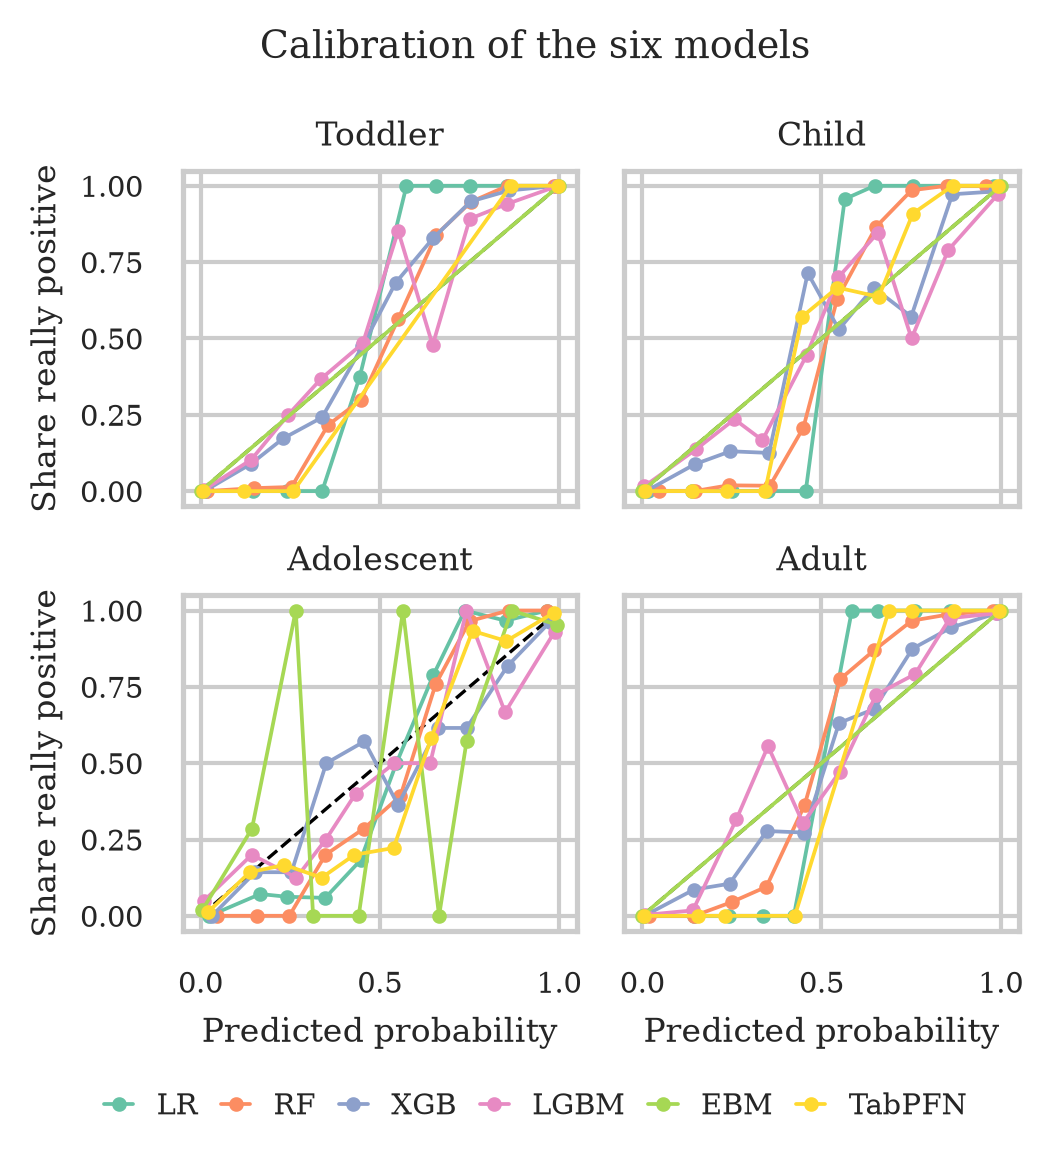 Calibration of the six models
Toddler
Child
Share really positive
1.00
0.75
0.50
0.25
0.00
Adolescent
Adult
Share really positive
1.00
0.75
0.50
0.25
0.00
0.0 0.5 1.0
0.0 0.5 1.0
Predicted probability
Predicted probability
LR RF XGB LGBM EBM TabPFN